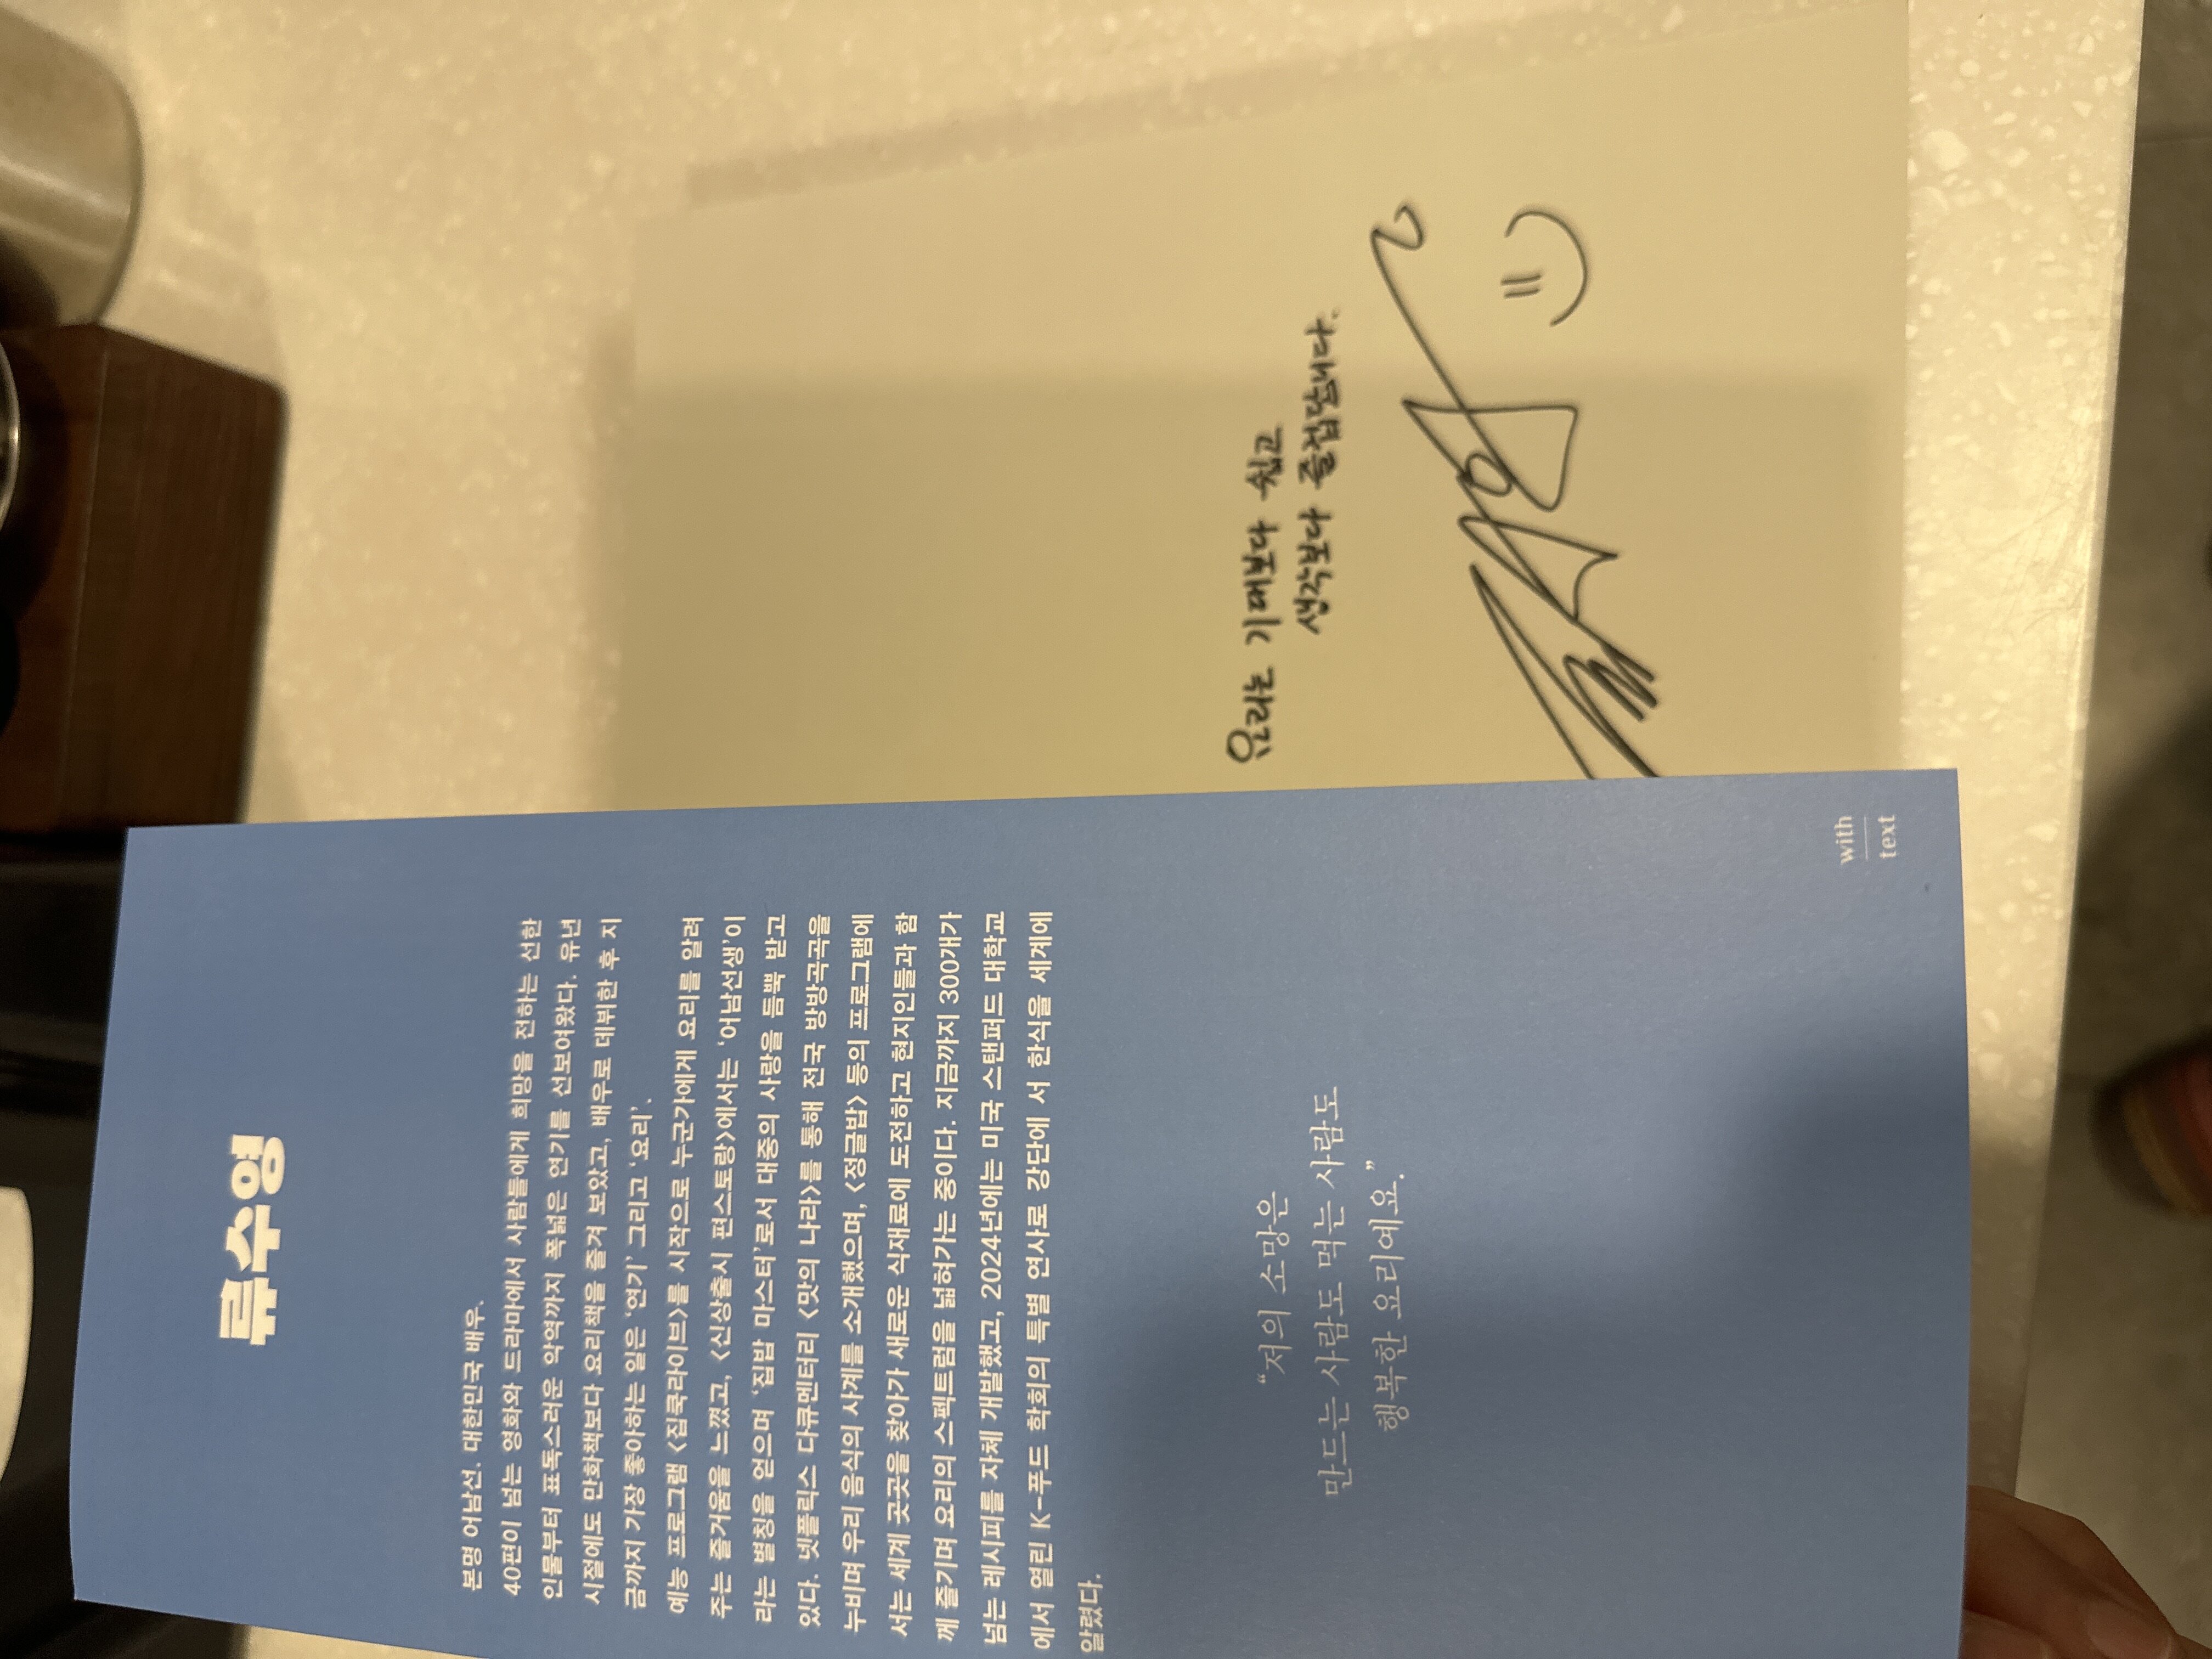 류수영
본명 어남선. 대한민국 배우.
40편이 넘는 영화와 드라마에서 사람들에게 희망을 전하는 선한
인물부터 표독스러운 악역까지 폭넓은 연기를 선보여왔다. 유년
시절에도 만화책보다 요리책을 즐겨 보았고, 배우로 데뷔한 후 지
금까지 가장 좋아하는 일은 ‘연기’ 그리고 ‘요리’.
예능 프로그램 <집쿡라이브>를 시작으로 누군가에게 요리를 알려
주는 즐거움을 느꼈고, <신상출시 편스토랑>에서는 ‘어남선생’이
라는 별칭을 얻으며 ‘집밥 마스터’로서 대중의 사랑을 듬뿍 받고
있다. 넷플릭스 다큐멘터리 <맛의 나라>를 통해 전국 방방곡곡을
누비며 우리 음식의 사계를 소개했으며, <정글밥> 등의 프로그램에
서는 세계 곳곳을 찾아가 새로운 식재료에 도전하고 현지인들과 함
께 즐기며 요리의 스펙트럼을 넓혀가는 중이다. 지금까지 300개가
넘는 레시피를 자체 개발했고, 2024년에는 미국 스탠퍼드 대학교
에서 열린 K-푸드 학회의 특별 연사로 강단에 서 한식을 세계에
알렸다.
“저의 소망은
만드는 사람도 먹는 사람도
행복한 요리예요.”
with
text
요리는 기대보다 쉽고
생각보다 즐겁답니다.